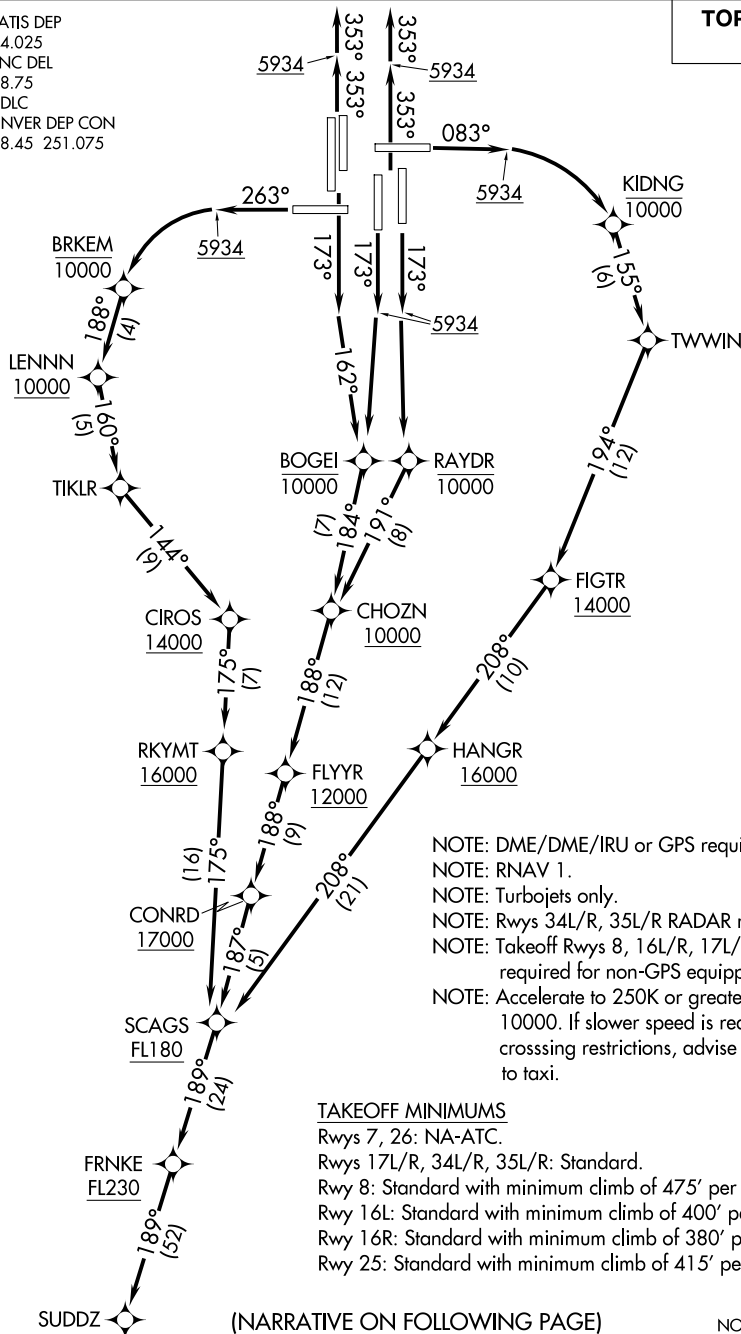 ATIS DEP
4.025
NC DEL
8.75
DLC
NVER DEP CON
8.45 251.075
TOP
353°
353°
5934
353°
5934
353°
083°
5934
KIDNG
10000
263°
5934
BRKEM
10000
173°
173°
173°
5934
155°
(6)
188°
(4)
TWWIN
LENNN
10000
162°
160°
(5)
194°
(12)
BOGEI
10000
RAYDR
10000
TIKLR
184°
(7)
191°
(8)
144°
(9)
FIGTR
14000
CIROS
14000
CHOZN
10000
175°
(7)
188°
(12)
208°
(10)
RKYMT
16000
HANGR
16000
FLYYR
12000
188°
(9)
175°
(16)
208°
(21)
CONRD
17000
187°
(5)
NOTE: DME/DME/IRU or GPS requi
NOTE: RNAV 1.
NOTE: Turbojets only.
NOTE: Rwys 34L/R, 35L/R RADAR
NOTE: Takeoff Rwys 8, 16L/R, 17L/
required for non-GPS equipp
NOTE: Accelerate to 250K or greate
10000. If slower speed is rec
crosssing restrictions, advise
to taxi.
SCAGS
FL180
189°
(24)
FRNKE
FL230
189°
(52)
SUDDZ
TAKEOFF MINIMUMS
Rwys 7, 26: NA-ATC.
Rwys 17L/R, 34L/R, 35L/R: Standard.
Rwy 8: Standard with minimum climb of 475' per
Rwy 16L: Standard with minimum climb of 400' pe
Rwy 16R: Standard with minimum climb of 380' p
Rwy 25: Standard with minimum climb of 415' pe
(NARRATIVE ON FOLLOWING PAGE)
NO